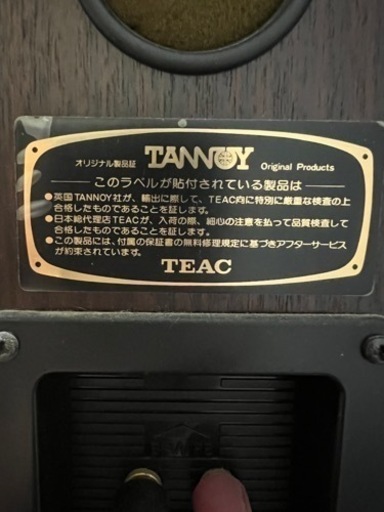 オリジナル製品証 TANNOY Original Products
このラベルが貼付されている製品は
●英国TANNOY社が、輸出に際して、TEAC向に特別に厳重な検査の上
合格したものであることを証します。
●日本総代理店TEACが、入荷の際、細心の注意を払って品質検査して
合格したものであることを証します。
●この製品には、付属の保証書の無料修理規定に基づきアフターサービス
が約束されています。
TEAC